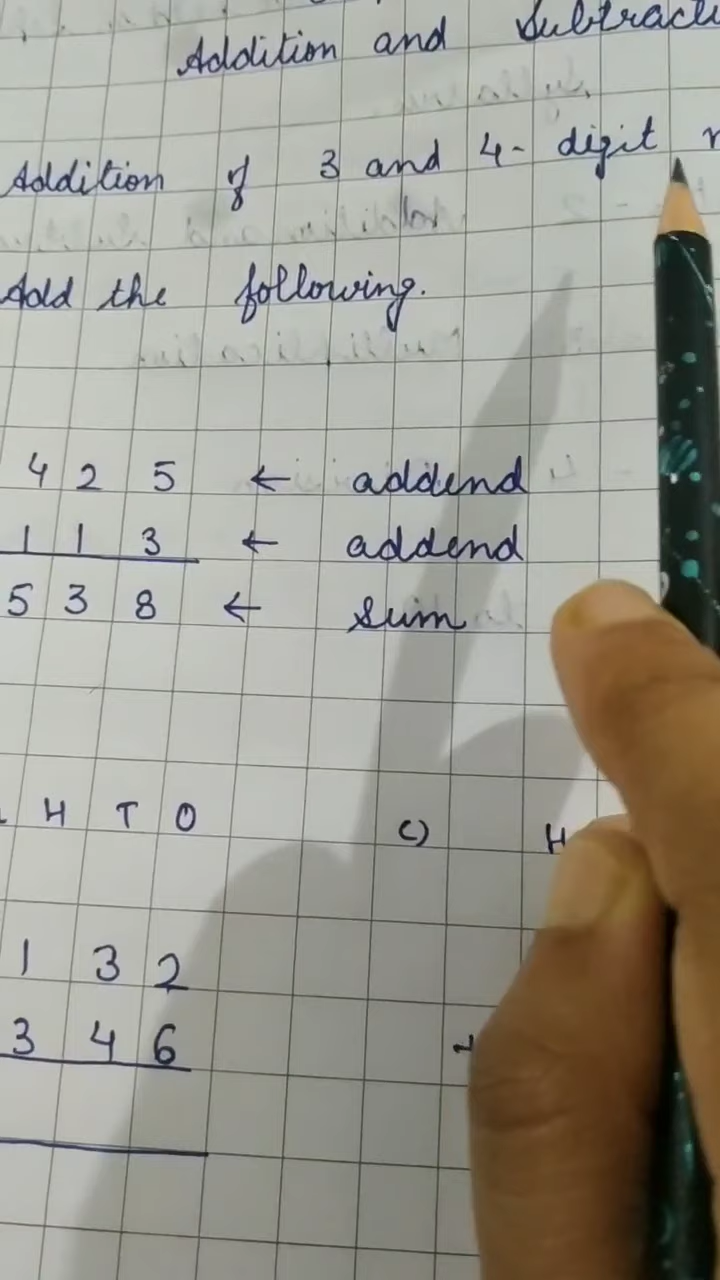 Addition and
Addition of 3 and 4- digit
Add the following.
4 2 5 ← addend
1 1 3 ← addend
5 3 8 ← sum
H T O C) H
1 3 2
3 4 6